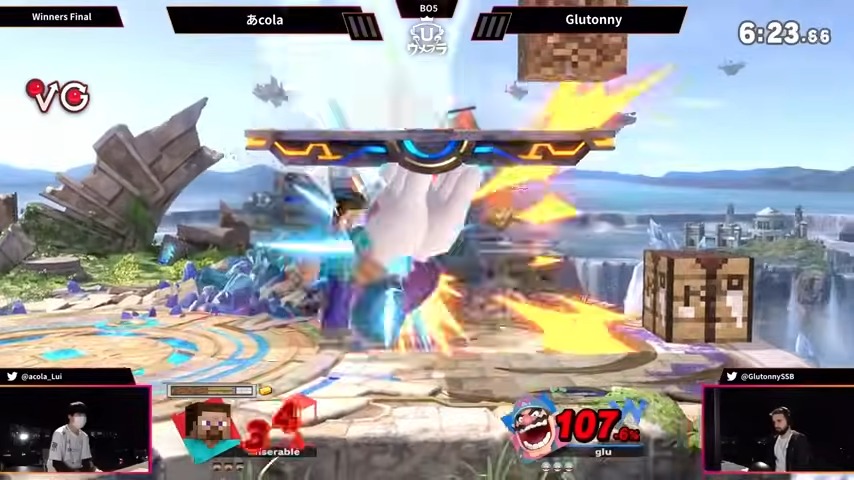 Winners Final
あcola
BO5
Glutonny
6:23.66
ウメブラ
VG
@acola_Lui
@GlutonnySSB
34
107.6%
glu